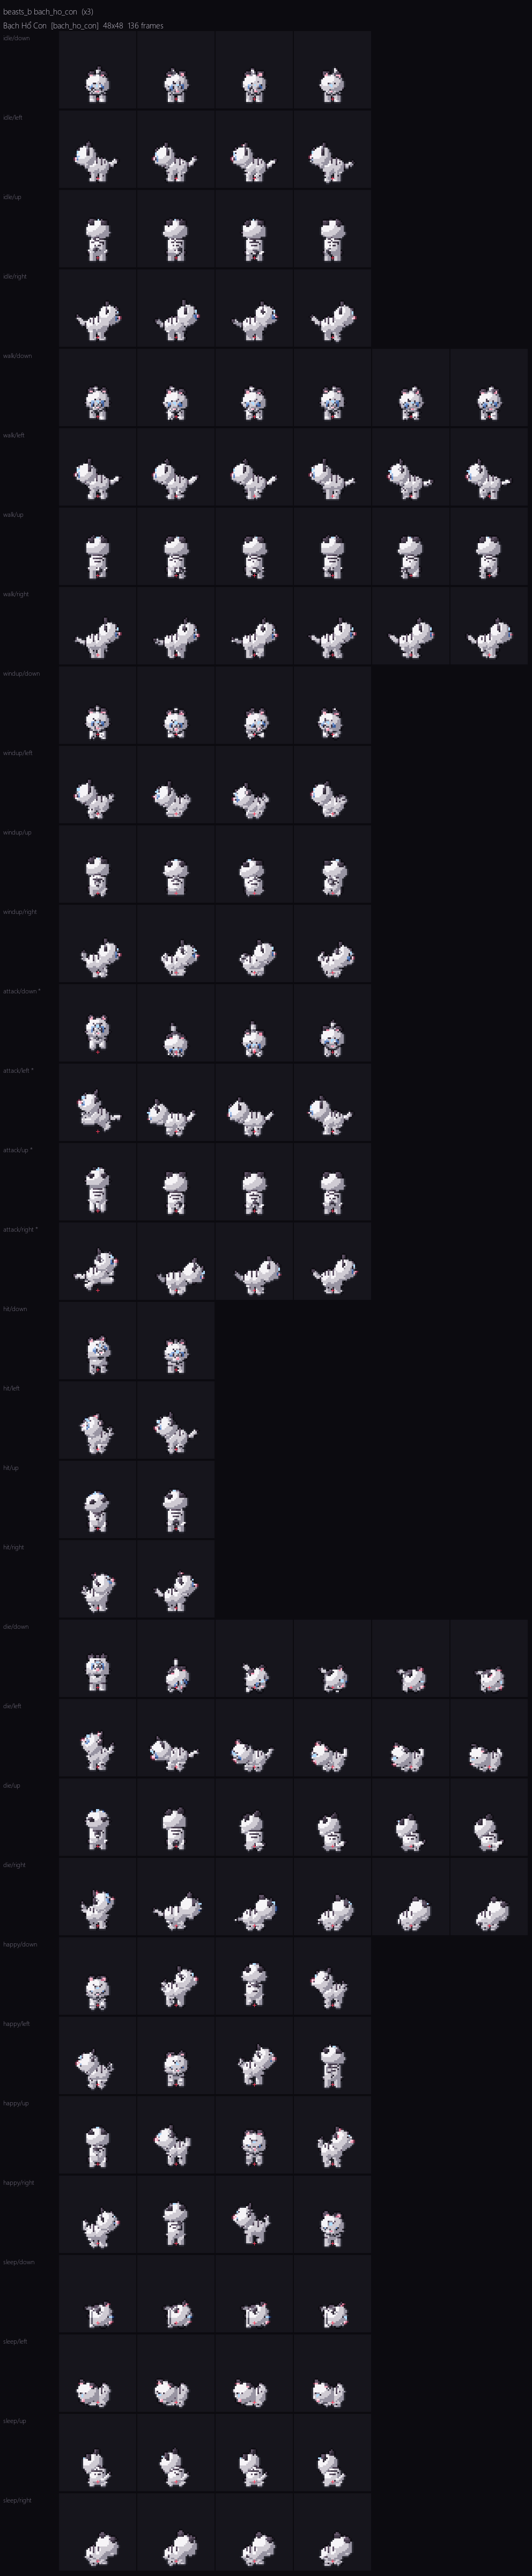 beasts_b bach_ho_con (x3)
Bạch Hổ Con [bach_ho_con] 48x48 136 frames
idle/down
idle/left
idle/up
idle/right
walk/down
walk/left
walk/up
walk/right
windup/down
windup/left
windup/up
windup/right
attack/down *
attack/left *
attack/up *
attack/right *
hit/down
hit/left
hit/up
hit/right
die/down
die/left
die/up
die/right
happy/down
happy/left
happy/up
happy/right
sleep/down
sleep/left
sleep/up
sleep/right